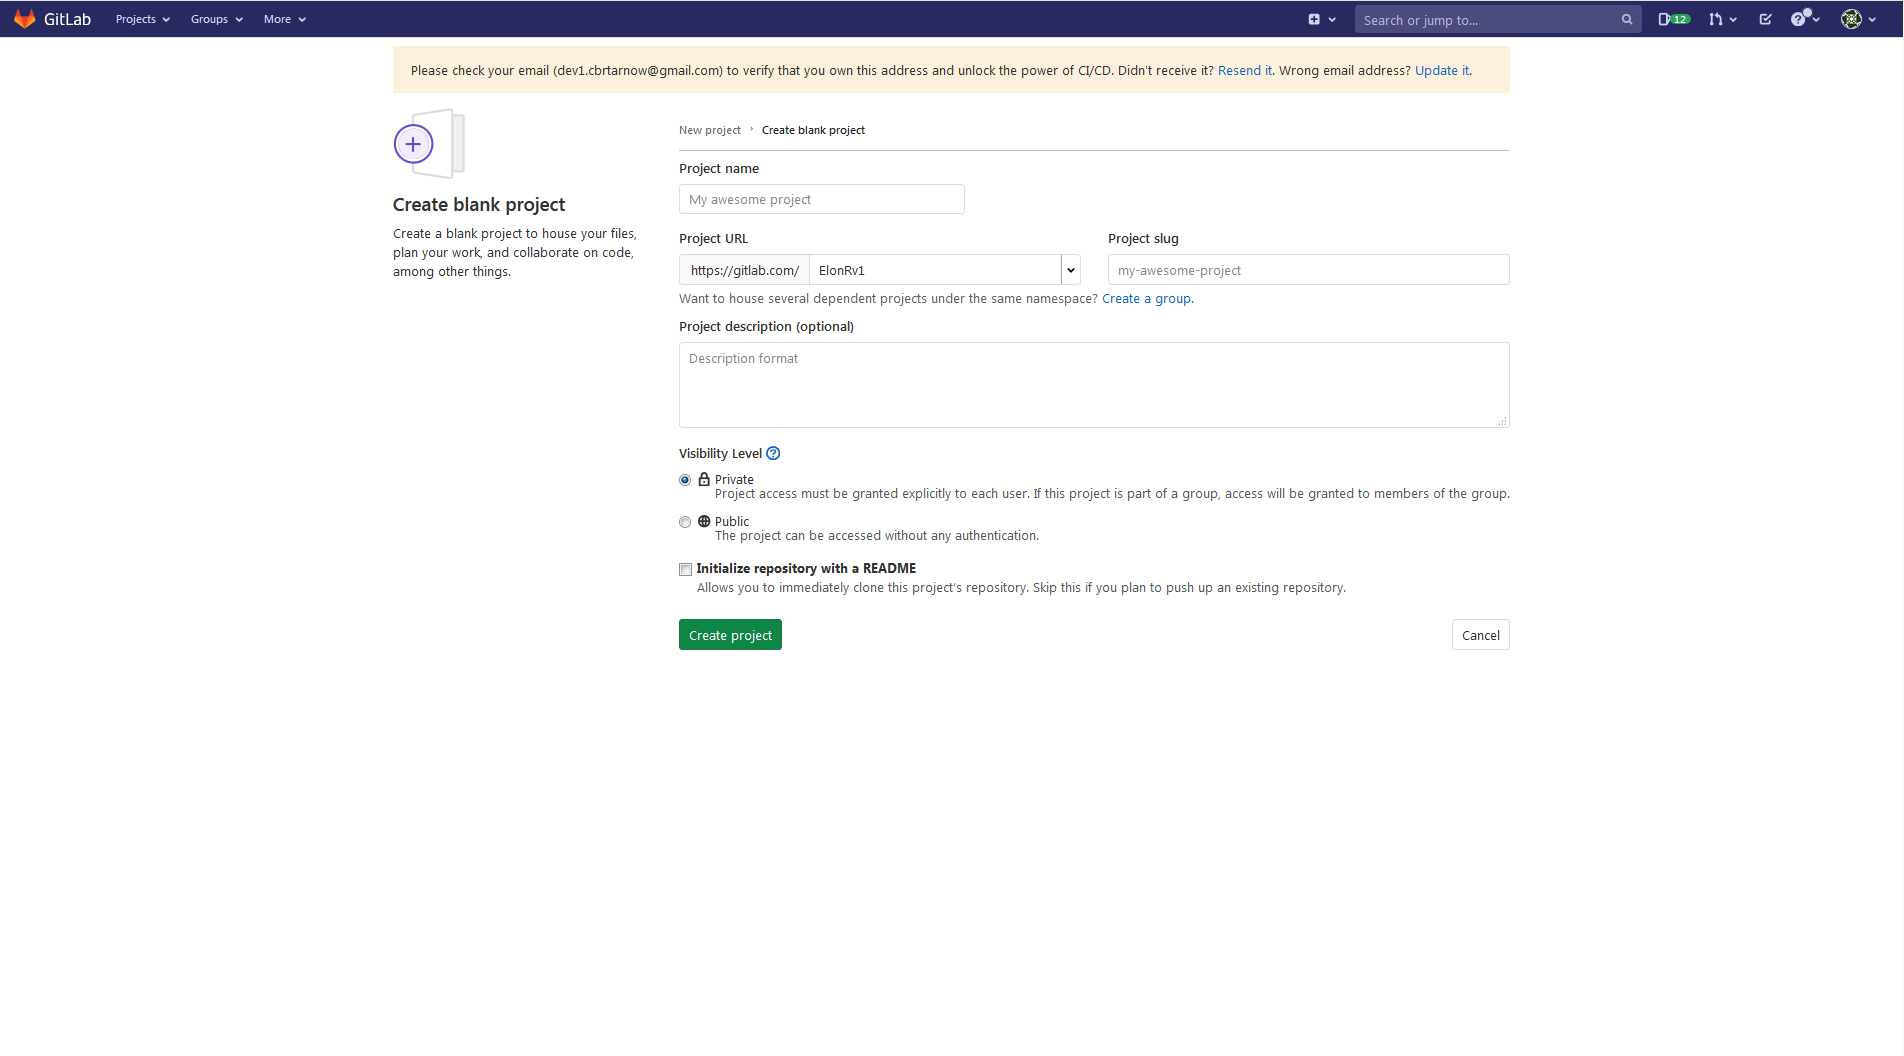 GitLab Projects Groups More Search or jump to... 12
Please check your email (dev1.cbrtarnow@gmail.com) to verify that you own this address and unlock the power of CI/CD. Didn't receive it? Resend it. Wrong email address? Update it.
New project › Create blank project
Create blank project
Create a blank project to house your files,
plan your work, and collaborate on code,
among other things.
Project name
My awesome project
Project URL Project slug
https://gitlab.com/ ElonRv1 my-awesome-project
Want to house several dependent projects under the same namespace? Create a group.
Project description (optional)
Description format
Visibility Level ?
Private
Project access must be granted explicitly to each user. If this project is part of a group, access will be granted to members of the group.
Public
The project can be accessed without any authentication.
Initialize repository with a README
Allows you to immediately clone this project's repository. Skip this if you plan to push up an existing repository.
Create project Cancel